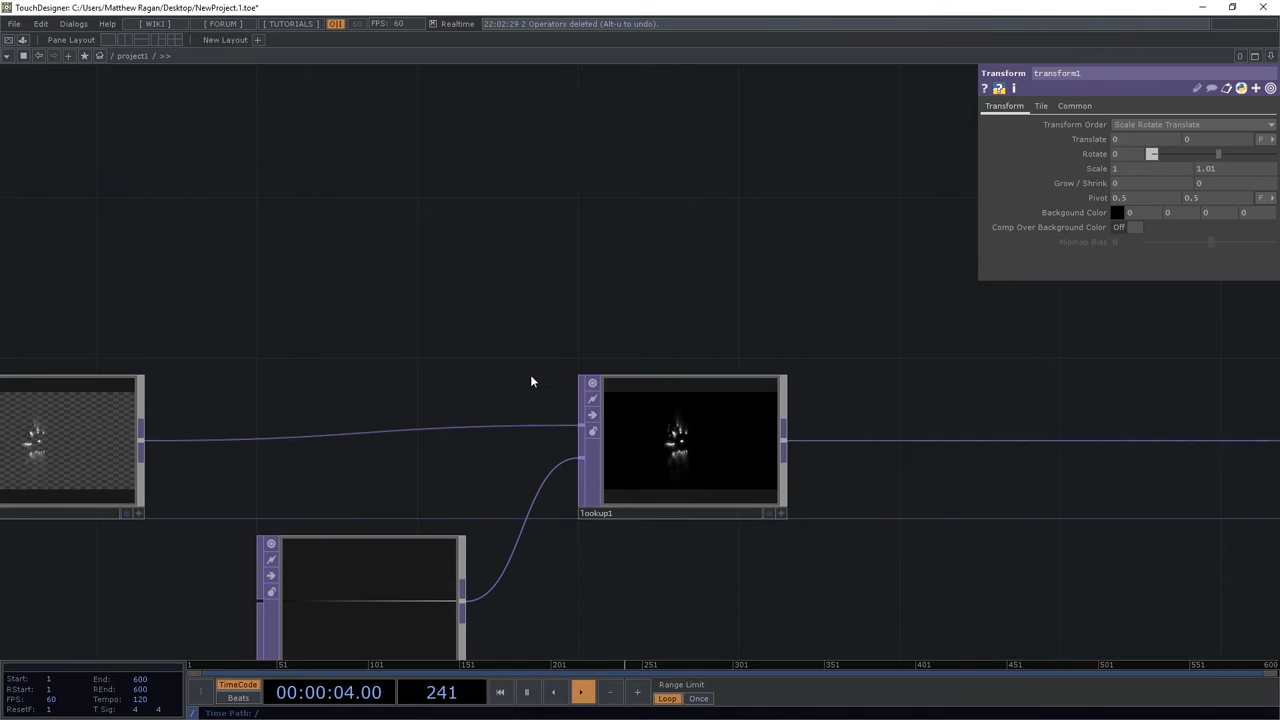 TouchDesigner: C:/Users/Matthew Ragan/Desktop/NewProject.1.toe*
File Edit Dialogs Help [ WIKI ] [ FORUM ] [ TUTORIALS ] O|I 60 FPS: 60 Realtime 22:02:29 2 Operators deleted (Alt-u to undo).
Pane Layout New Layout +
/ project1 / >> 0
Transform transform1
? i
Transform Tile Common
Transform Order Scale Rotate Translate
Translate 0 0 P
Rotate 0
Scale 1 1.01
Grow / Shrink 0 0
Pivot 0.5 0.5 F
Backgound Color 0 0 0 0
Comp Over Background Color Off
Mipmap Bias 0
lookup1
1 51 101 151 201 251 301 351 401 451 501 551 600
Start: 1 End: 600
RStart: 1 REnd: 600
FPS: 60 Tempo: 120
ResetF: 1 T Sig: 4 4
TimeCode
Beats
00:00:04.00 241
Range Limit
Loop Once
/ Time Path: /